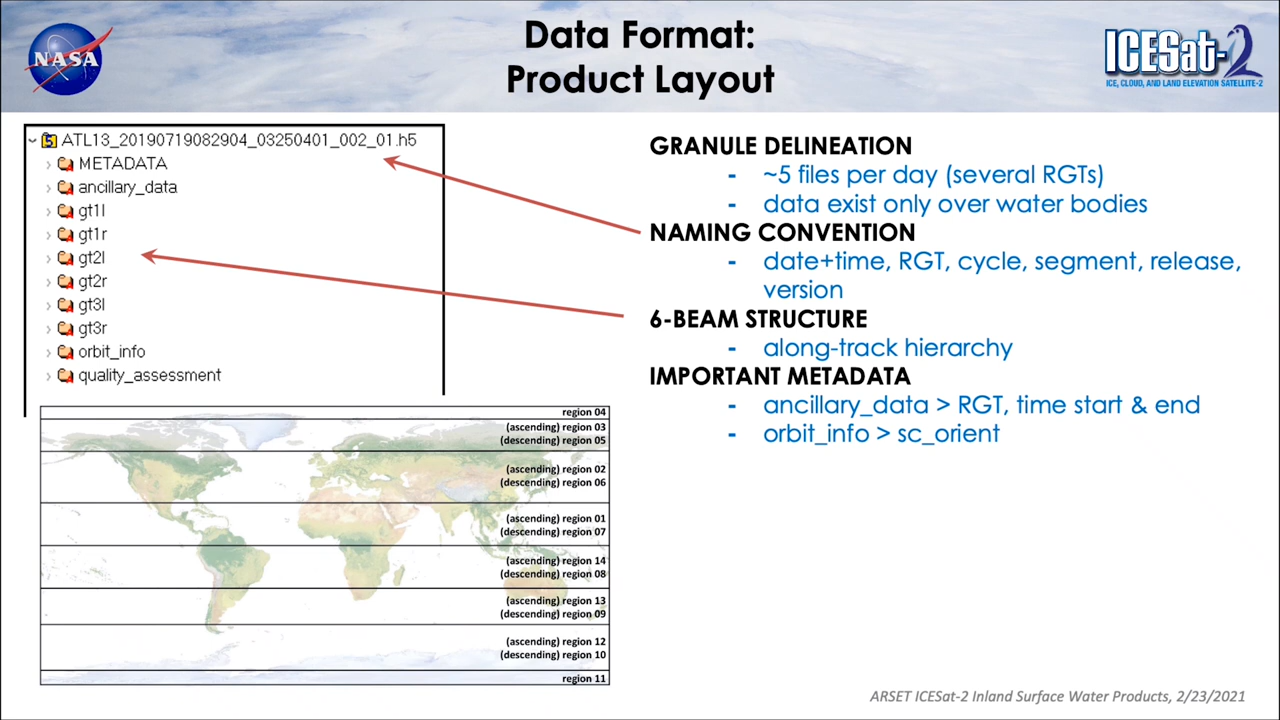 NASA
Data Format:
Product Layout
ICESat-2
ICE, CLOUD, AND LAND ELEVATION SATELLITE-2
ATL13_20190719082904_03250401_002_01.h5
METADATA
ancillary_data
gt1l
gt1r
gt2l
gt2r
gt3l
gt3r
orbit_info
quality_assessment
GRANULE DELINEATION
- ~5 files per day (several RGTs)
- data exist only over water bodies
NAMING CONVENTION
- date+time, RGT, cycle, segment, release,
version
6-BEAM STRUCTURE
- along-track hierarchy
IMPORTANT METADATA
- ancillary_data > RGT, time start & end
- orbit_info > sc_orient
region 04
(ascending) region 03
(descending) region 05
(ascending) region 02
(descending) region 06
(ascending) region 01
(descending) region 07
(ascending) region 14
(descending) region 08
(ascending) region 13
(descending) region 09
(ascending) region 12
(descending) region 10
region 11
ARSET ICESat-2 Inland Surface Water Products, 2/23/2021